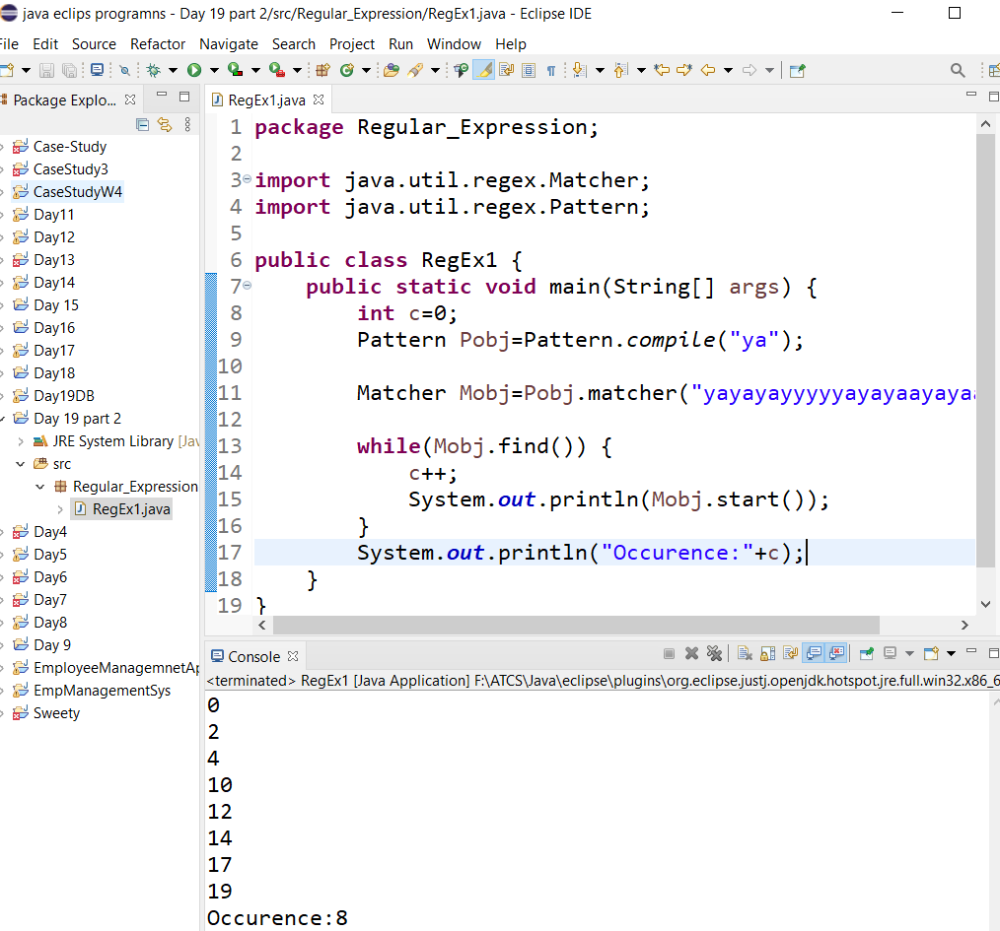 java eclips programns - Day 19 part 2/src/Regular_Expression/RegEx1.java - Eclipse IDE
File Edit Source Refactor Navigate Search Project Run Window Help
Package Explo...
Case-Study
CaseStudy3
CaseStudyW4
Day11
Day12
Day13
Day14
Day 15
Day16
Day17
Day18
Day19DB
Day 19 part 2
JRE System Library [Jav
src
Regular_Expression
RegEx1.java
Day4
Day5
Day6
Day7
Day8
Day 9
EmployeeManagemnetAp
EmpManagementSys
Sweety
RegEx1.java
1 package Regular_Expression;
2
3 import java.util.regex.Matcher;
4 import java.util.regex.Pattern;
5
6 public class RegEx1 {
7 public static void main(String[] args) {
8 int c=0;
9 Pattern Pobj=Pattern.compile("ya");
10
11 Matcher Mobj=Pobj.matcher("yayayayyyyyayayaayayaa
12
13 while(Mobj.find()) {
14 c++;
15 System.out.println(Mobj.start());
16 }
17 System.out.println("Occurence:"+c);
18 }
19 }
Console
<terminated> RegEx1 [Java Application] F:\ATCS\Java\eclipse\plugins\org.eclipse.justj.openjdk.hotspot.jre.full.win32.x86_6
0
2
4
10
12
14
17
19
Occurence:8